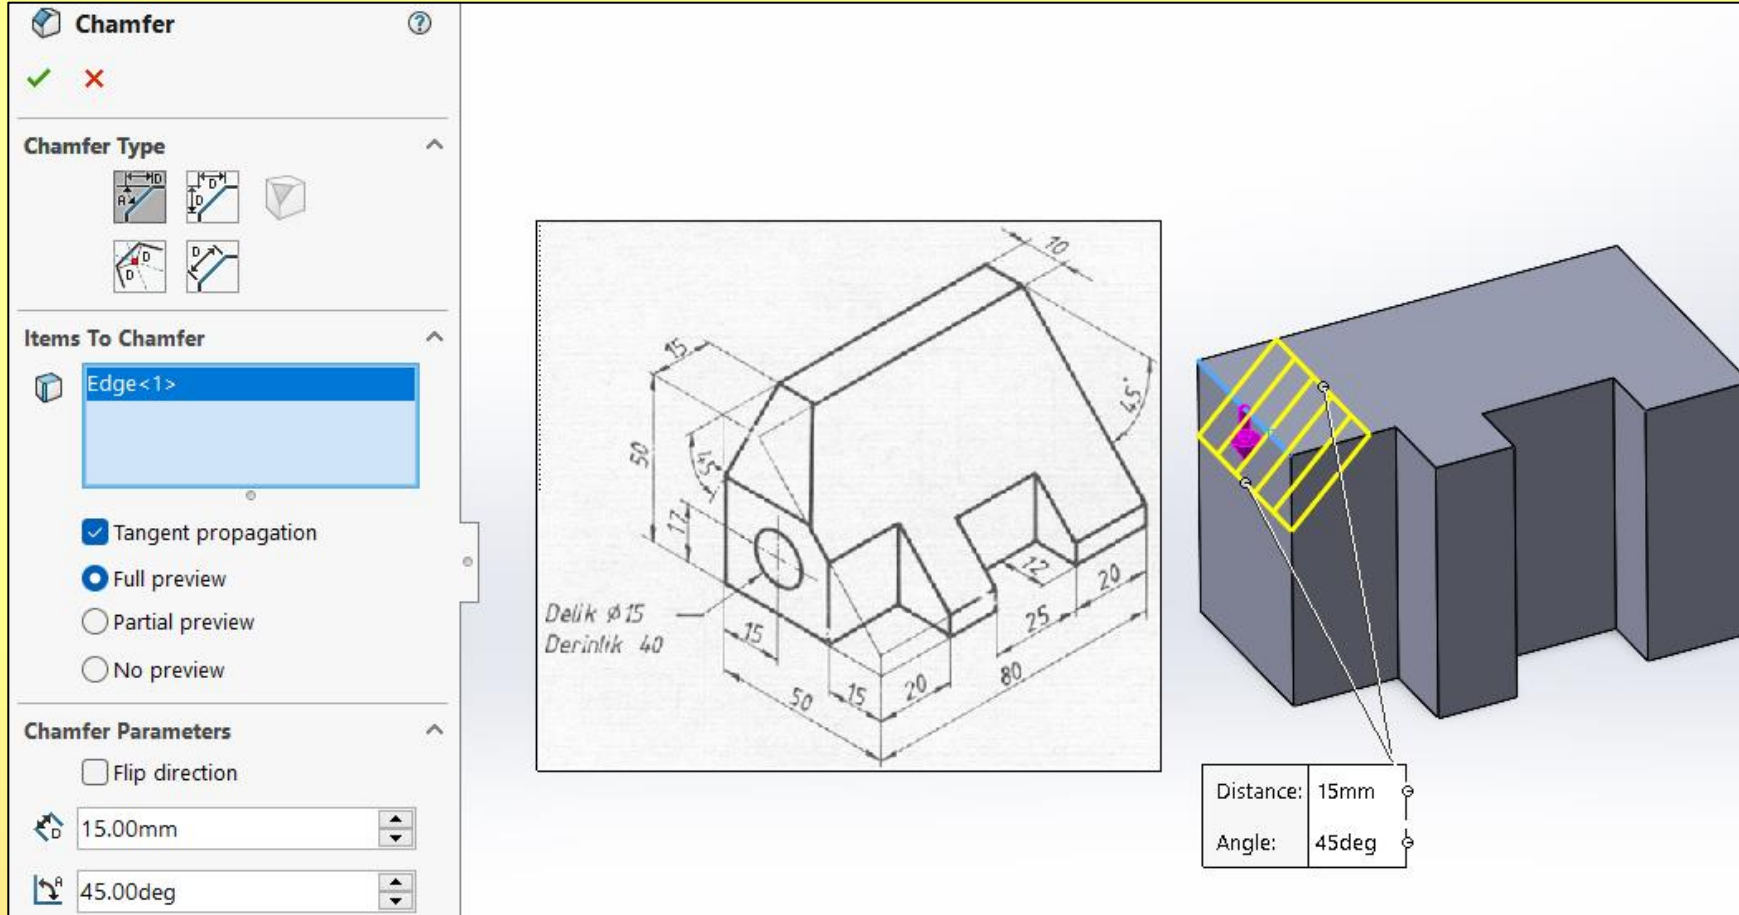 Chamfer
Chamfer Type
Items To Chamfer
Edge<1>
Tangent propagation
Full preview
Partial preview
No preview
Chamfer Parameters
Flip direction
15.00mm
45.00deg
10
15
45°
50
45°
17
12
20
Delik Ø15
Derinlik 40
15
25
50
15
20
80
Distance: 15mm
Angle: 45deg